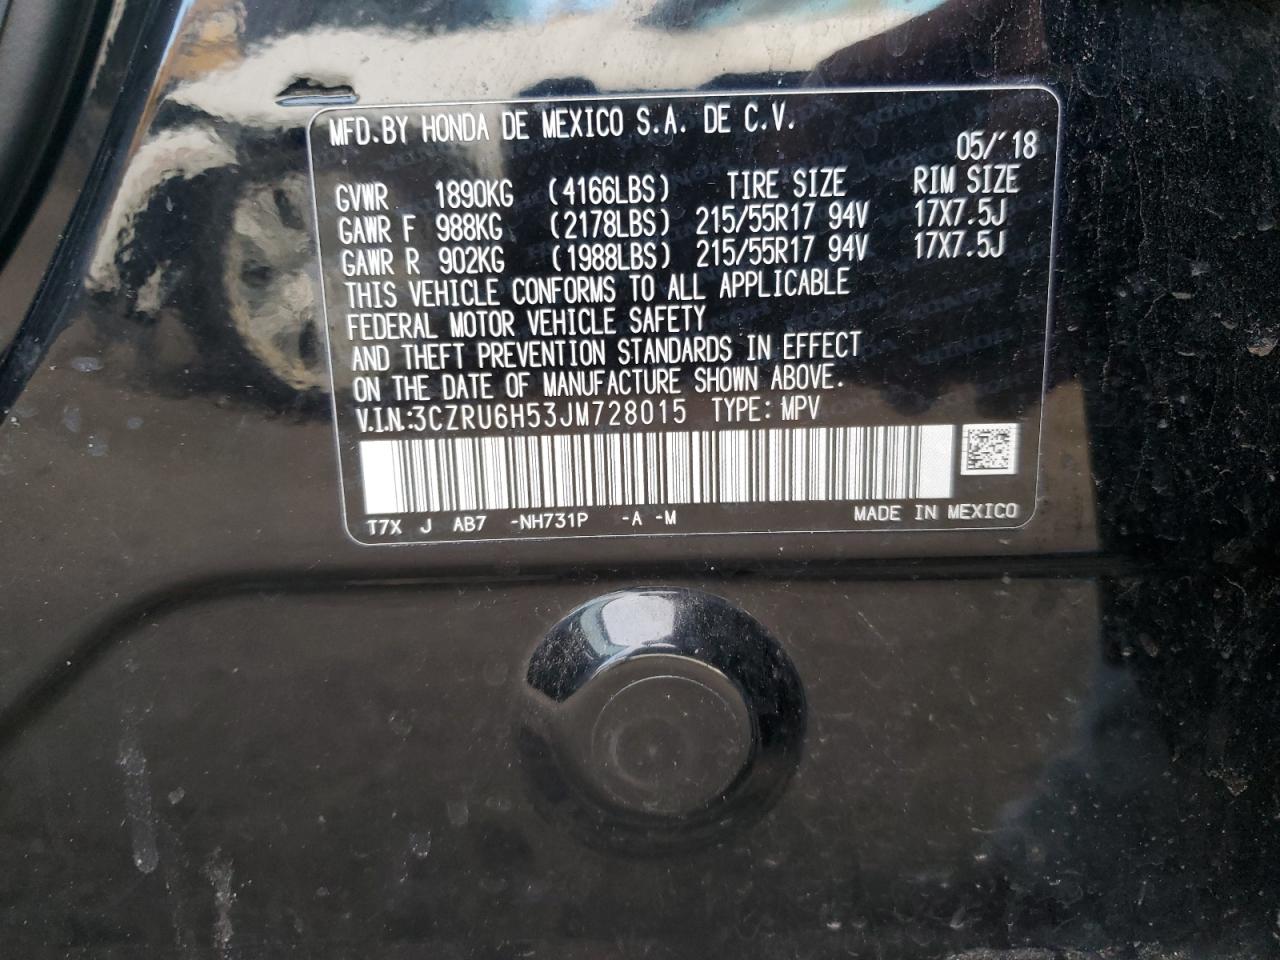 MFD.BY HONDA DE MEXICO S.A. DE C.V.
05/'18
GVWR 1890KG (4166LBS) TIRE SIZE RIM SIZE
GAWR F 988KG (2178LBS) 215/55R17 94V 17X7.5J
GAWR R 902KG (1988LBS) 215/55R17 94V 17X7.5J
THIS VEHICLE CONFORMS TO ALL APPLICABLE
FEDERAL MOTOR VEHICLE SAFETY
AND THEFT PREVENTION STANDARDS IN EFFECT
ON THE DATE OF MANUFACTURE SHOWN ABOVE.
V.I.N.:3CZRU6H53JM728015 TYPE: MPV
T7X J AB7 -NH731P -A -M MADE IN MEXICO